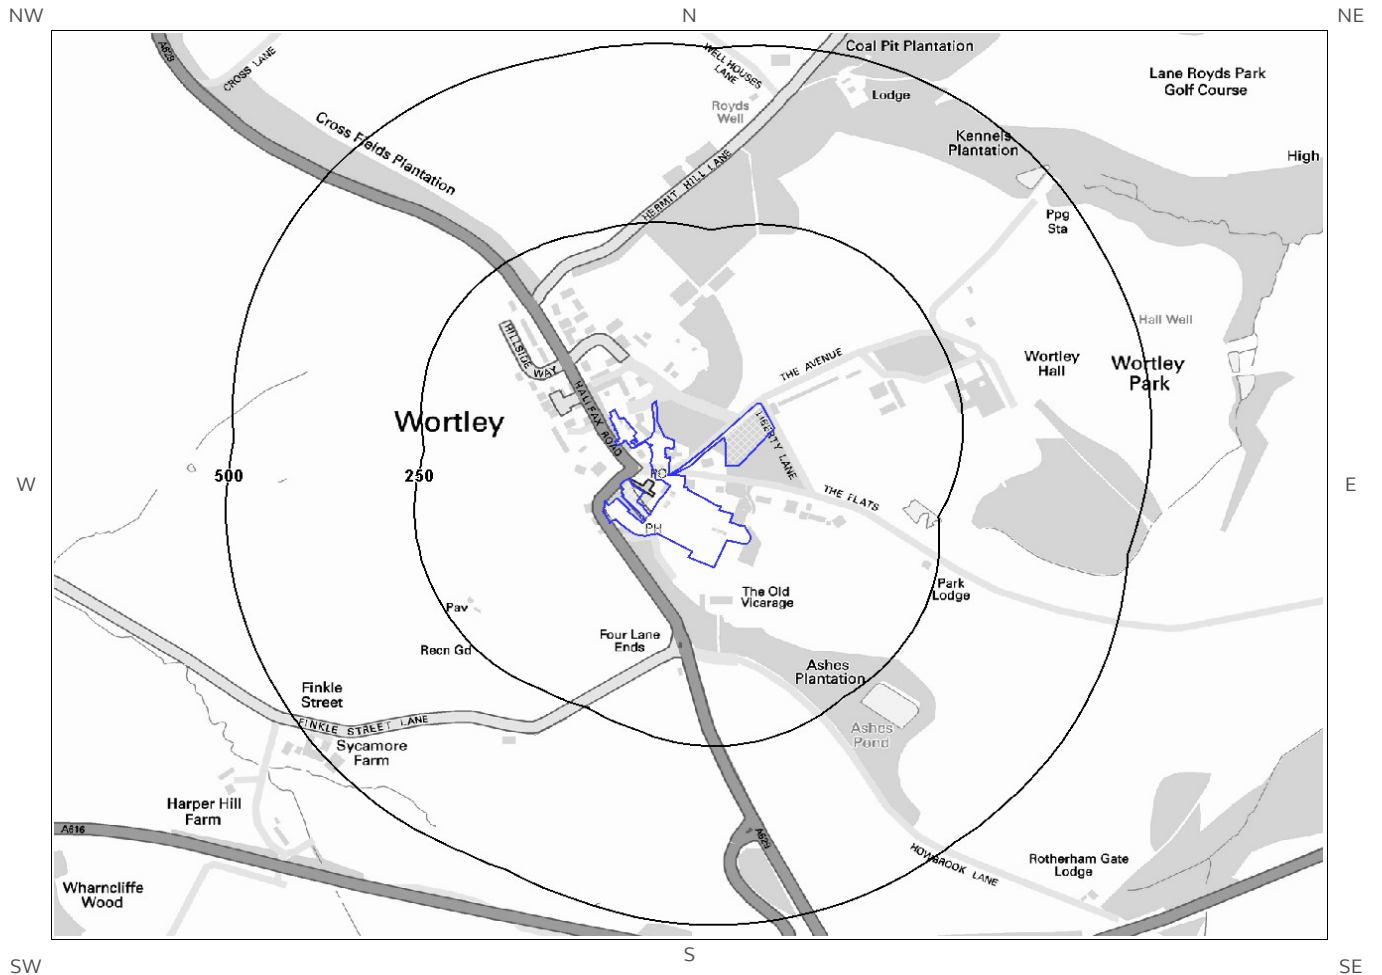 NW
N
NE
A629
CROSS LANE
WELL HOUSES
LANE
Coal Pit Plantation
Lodge
Lane Royds Park
Golf Course
Royds
Well
Cross Fields Plantation
Kennels
Plantation
High
HERMIT HILL LANE
Ppg
Sta
Hall Well
HILLSIDE WAY
THE AVENUE
Wortley
Hall
Wortley
Park
HALIFAX ROAD
Wortley
LIBERTY LANE
W
500
250
PO
E
THE FLATS
PH
Park
Lodge
The Old
Vicarage
Pav
Four Lane
Ends
Recn Gd
Ashes
Plantation
Finkle
Street
FINKLE STREET LANE
Ashes
Pond
Sycamore
Farm
Harper Hill
Farm
A616
A629
HOWBROOK LANE
Rotherham Gate
Lodge
Wharncliffe
Wood
SW
S
SE